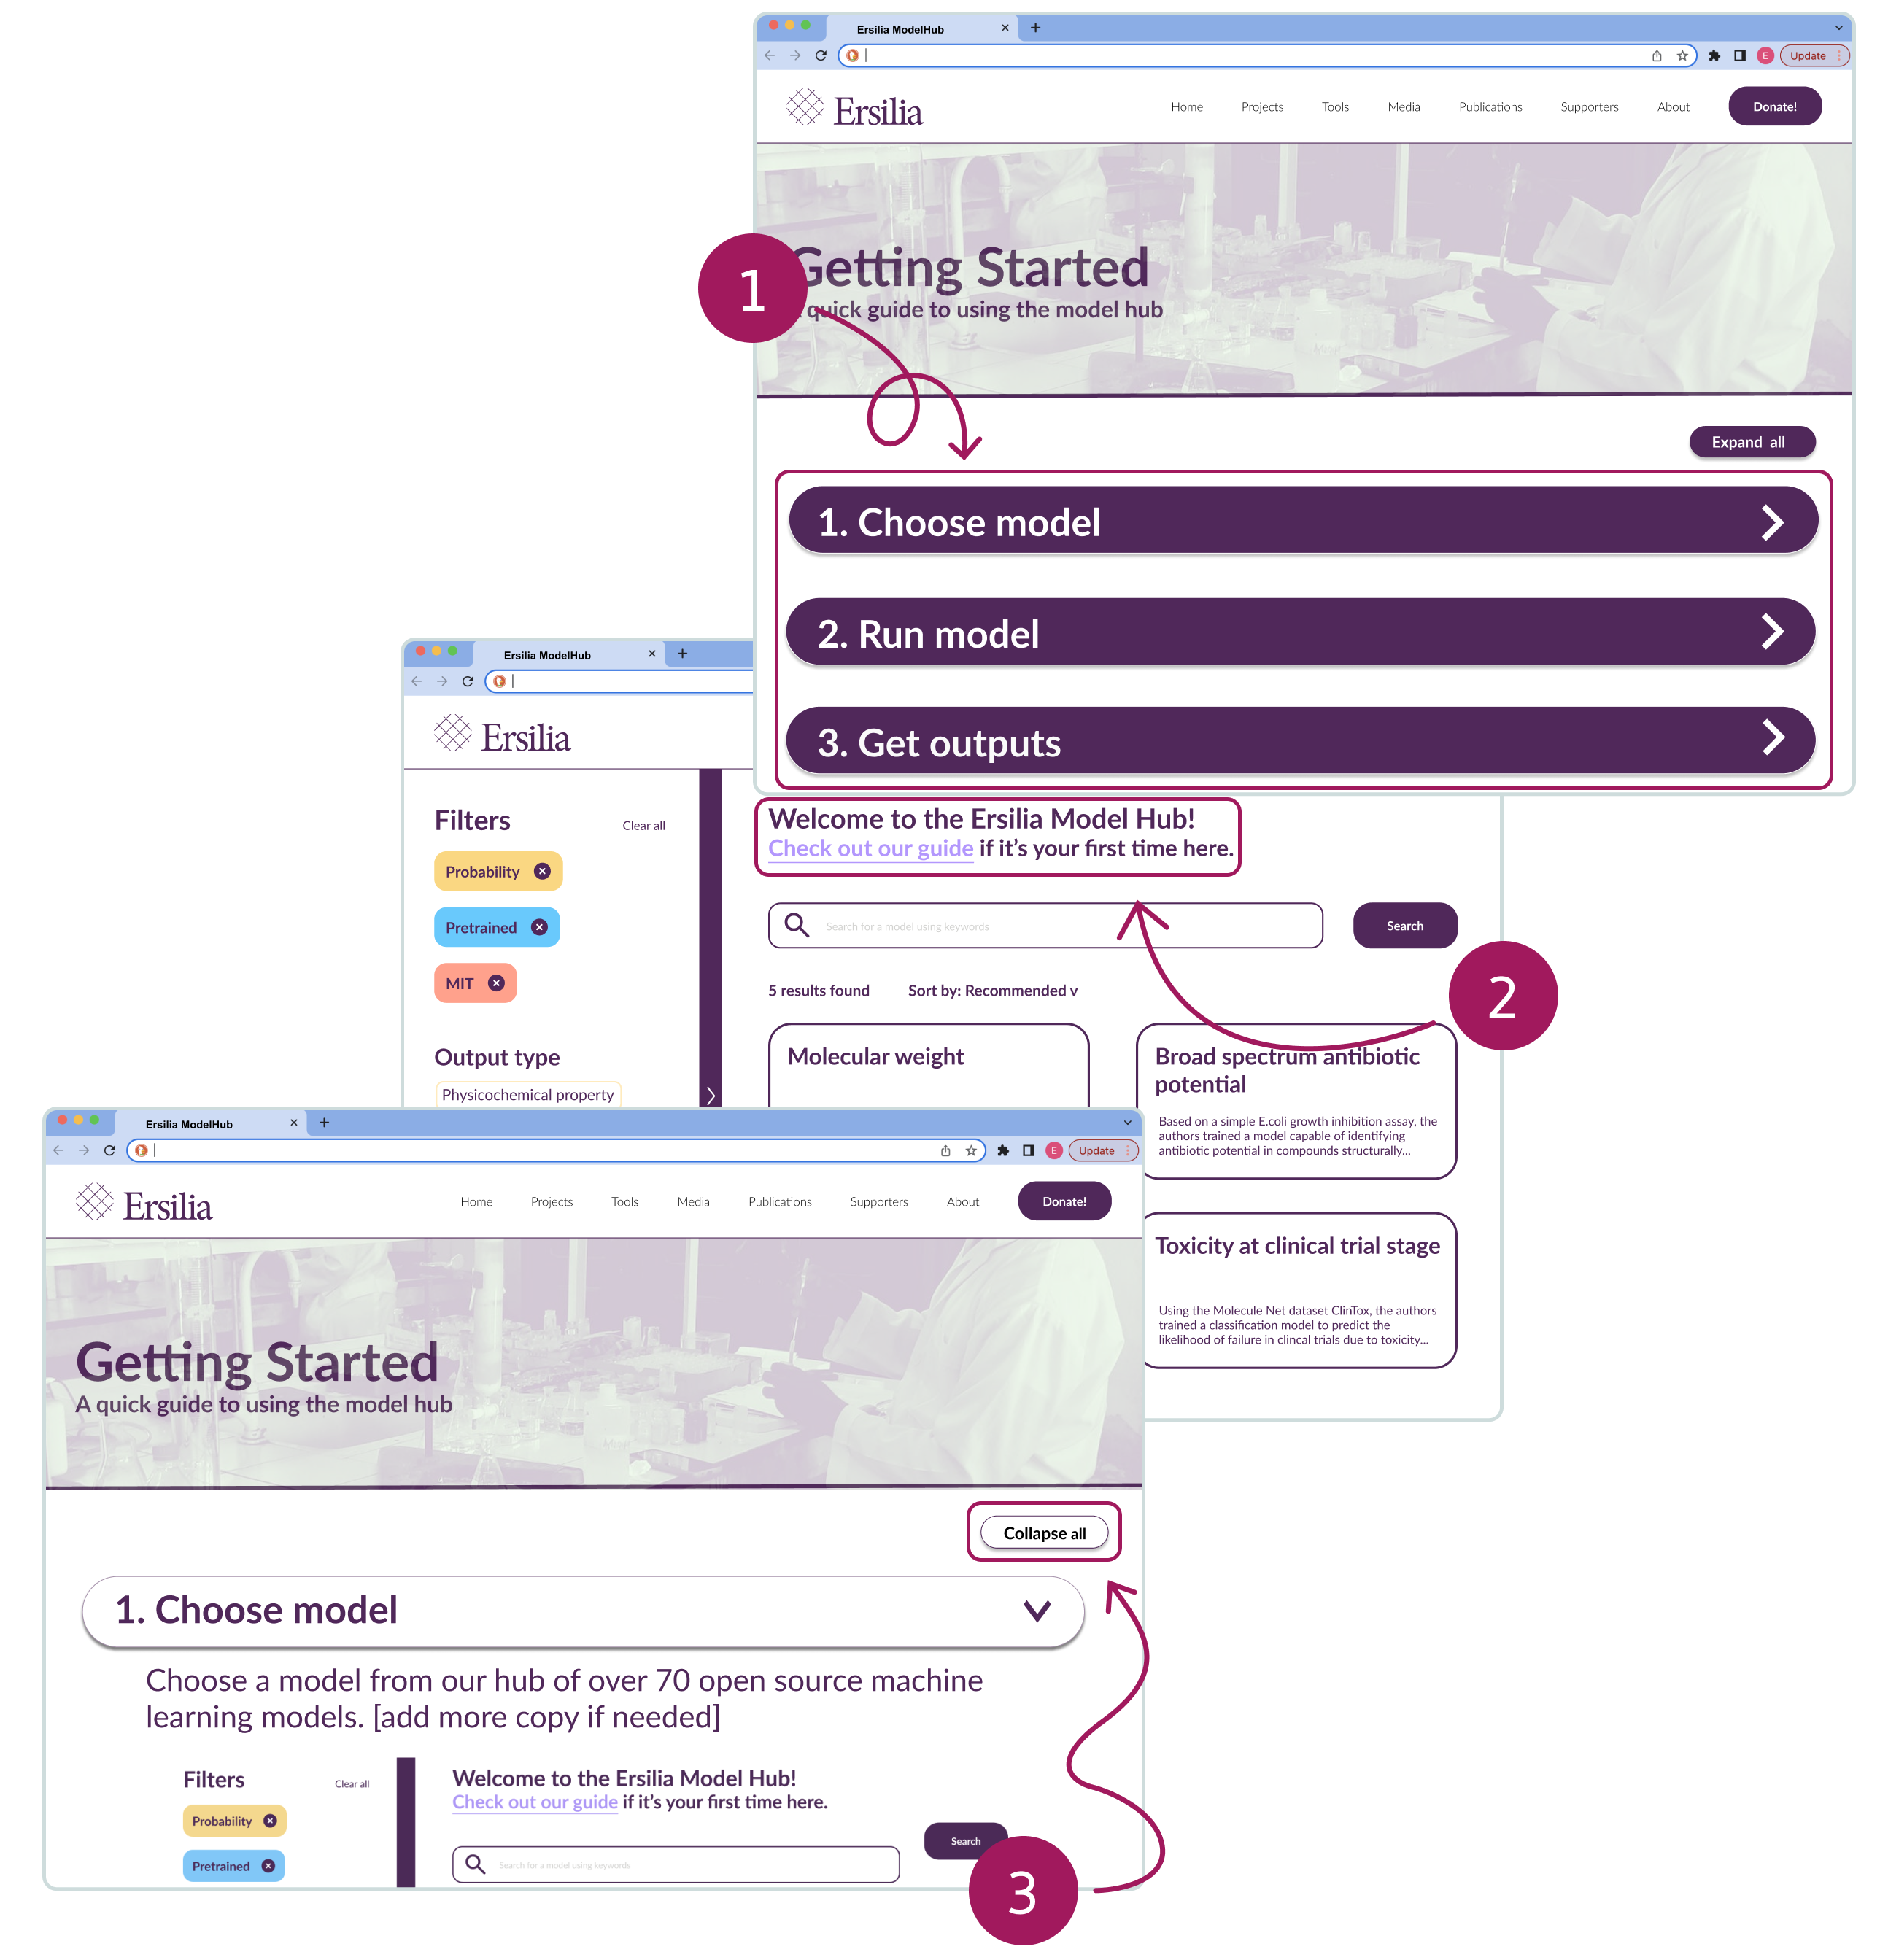 Ersilia ModelHub
E
Update
Ersilia
Home
Projects
Tools
Media
Publications
Supporters
About
Donate!
1
Getting Started
quick guide to using the model hub
Expand all
1. Choose model
2. Run model
3. Get outputs
Ersilia ModelHub
Ersilia
Filters
Clear all
Probability
Pretrained
MIT
Output type
Physicochemical property
Welcome to the Ersilia Model Hub!
Check out our guide if it's your first time here.
Search for a model using keywords
Search
2
5 results found
Sort by: Recommended v
Molecular weight
Broad spectrum antibiotic
potential
Based on a simple E.coli growth inhibition assay, the
authors trained a model capable of identifying
antibiotic potential in compounds structurally...
Toxicity at clinical trial stage
Using the Molecule Net dataset ClinTox, the authors
trained a classification model to predict the
likelihood of failure in clincal trials due to toxicity...
Ersilia ModelHub
E
Update
Ersilia
Home
Projects
Tools
Media
Publications
Supporters
About
Donate!
Getting Started
A quick guide to using the model hub
Collapse all
1. Choose model
Choose a model from our hub of over 70 open source machine
learning models. [add more copy if needed]
Filters
Clear all
Probability
Pretrained
Welcome to the Ersilia Model Hub!
Check out our guide if it's your first time here.
Search for a model using keywords
Search
3